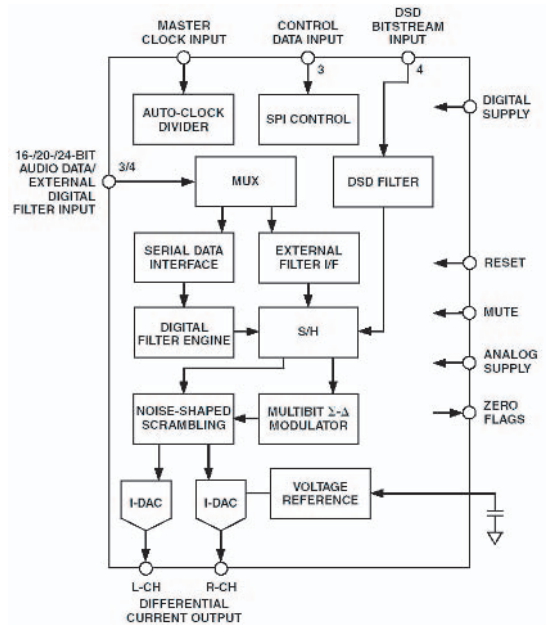 MASTER
CLOCK INPUT
CONTROL
DATA INPUT
DSD
BITSTREAM
INPUT
3
4
AUTO-CLOCK
DIVIDER
SPI CONTROL
DIGITAL
SUPPLY
16-/20-/24-BIT
AUDIO DATA/
EXTERNAL
DIGITAL
FILTER INPUT
3/4
MUX
DSD FILTER
SERIAL DATA
INTERFACE
EXTERNAL
FILTER I/F
RESET
DIGITAL
FILTER ENGINE
S/H
MUTE
ANALOG
SUPPLY
NOISE-SHAPED
SCRAMBLING
MULTIBIT Σ-Δ
MODULATOR
ZERO
FLAGS
I-DAC
I-DAC
VOLTAGE
REFERENCE
L-CH
R-CH
DIFFERENTIAL
CURRENT OUTPUT